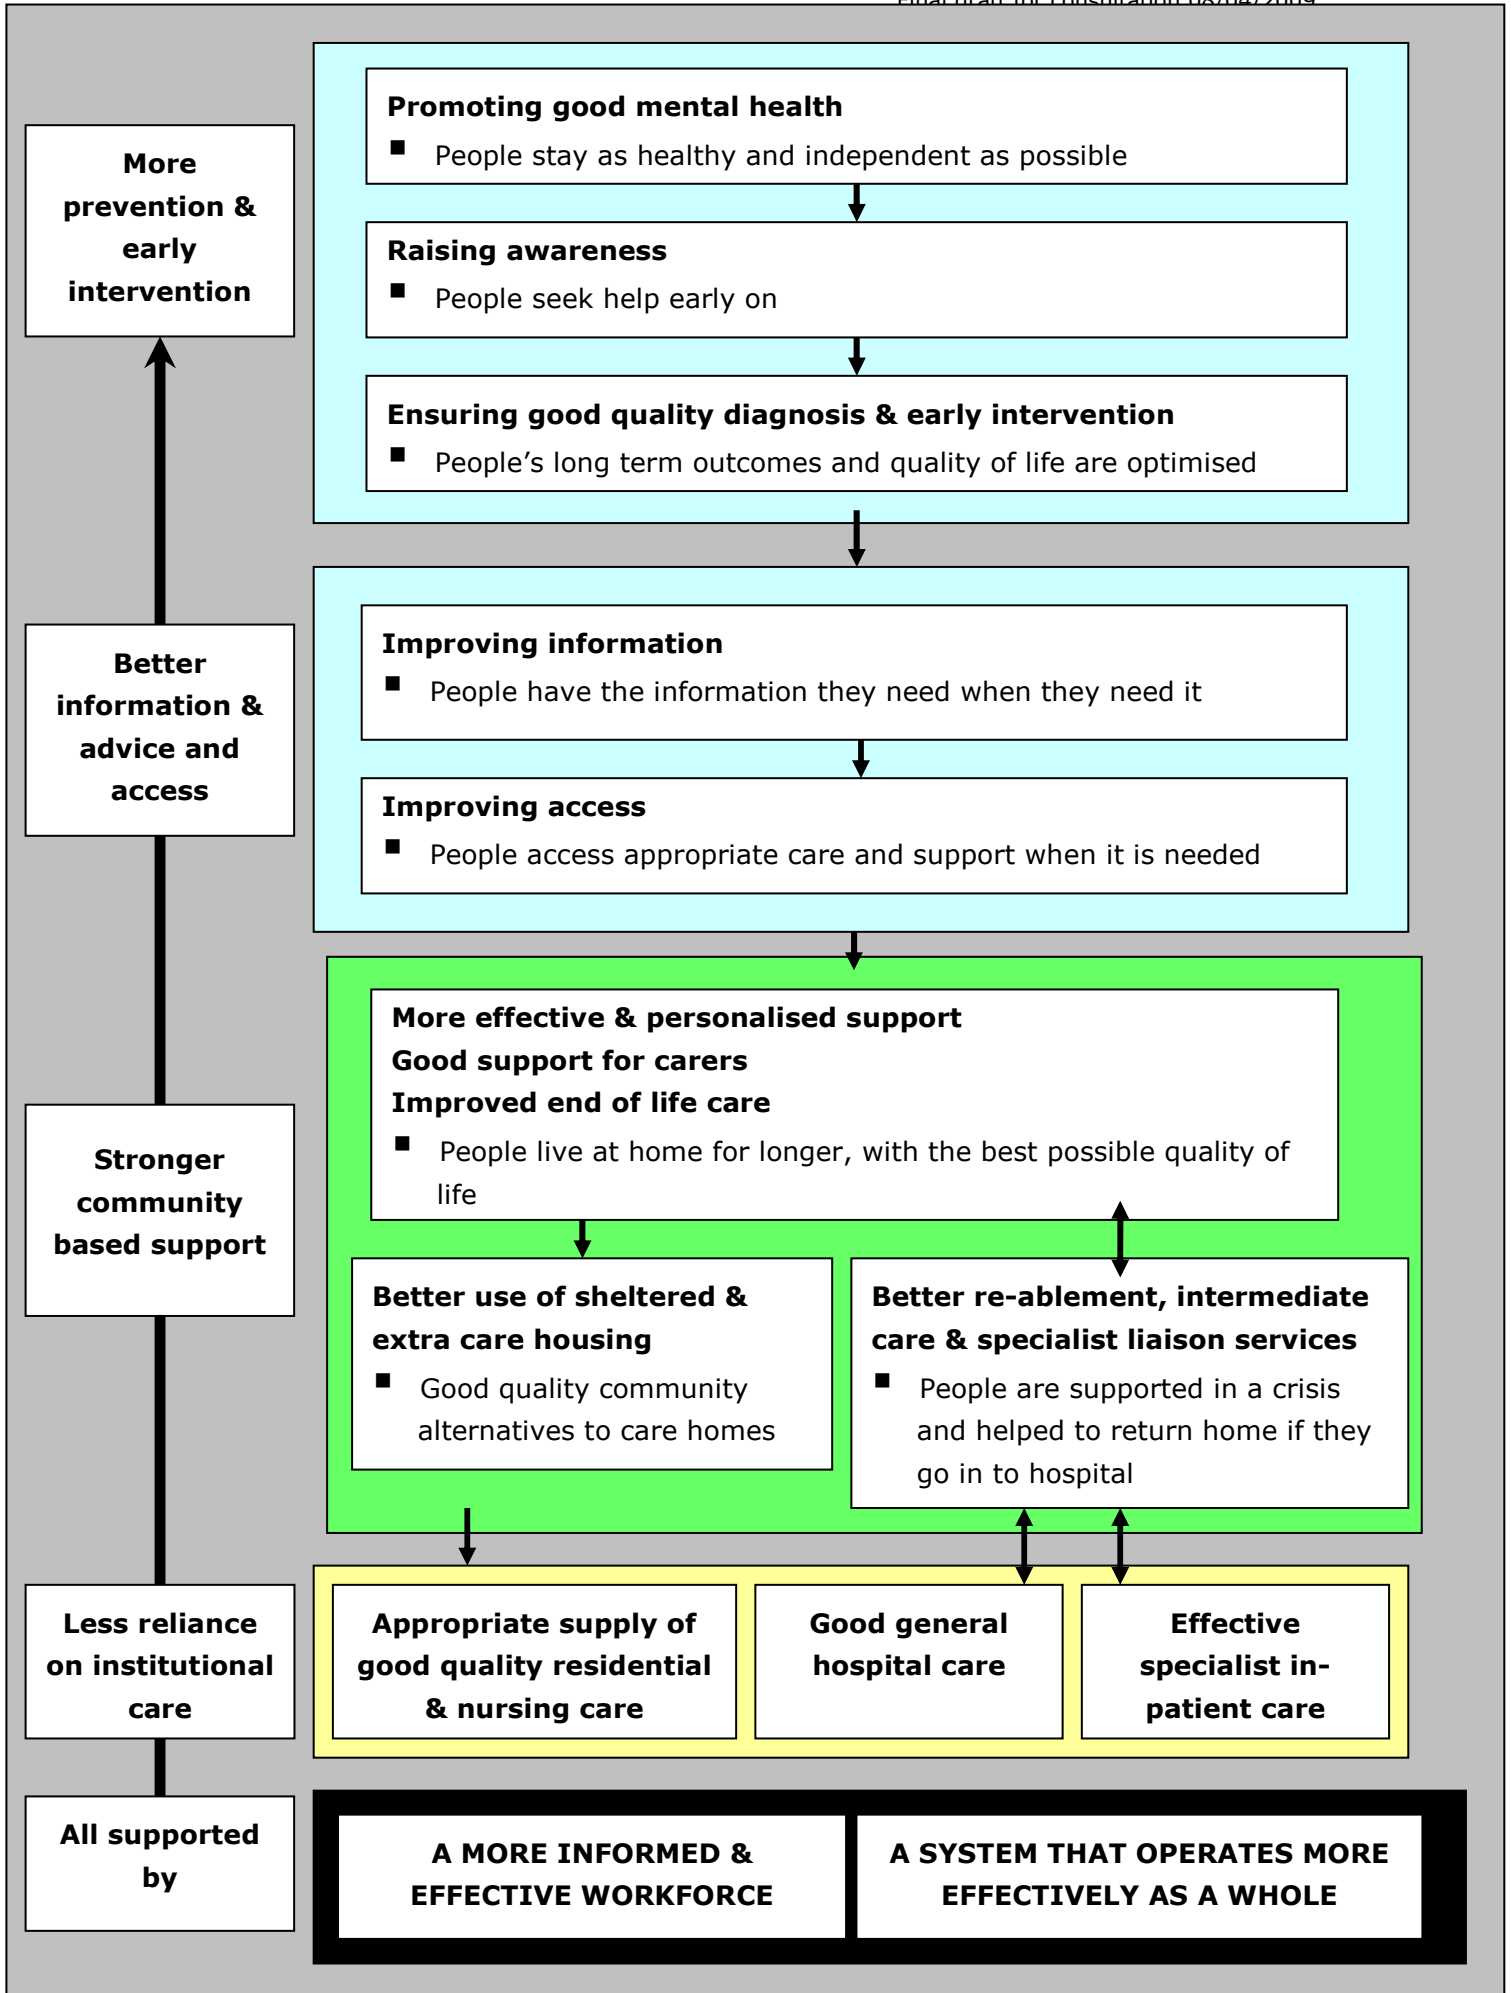 Final draft for consultation 08/04/2009
More
prevention &
early
intervention
Promoting good mental health
■ People stay as healthy and independent as possible
Raising awareness
■ People seek help early on
Ensuring good quality diagnosis & early intervention
■ People’s long term outcomes and quality of life are optimised
Better
information &
advice and
access
Improving information
■ People have the information they need when they need it
Improving access
■ People access appropriate care and support when it is needed
Stronger
community
based support
More effective & personalised support
Good support for carers
Improved end of life care
■ People live at home for longer, with the best possible quality of
life
Better use of sheltered &
extra care housing
■ Good quality community
alternatives to care homes
Better re-ablement, intermediate
care & specialist liaison services
■ People are supported in a crisis
and helped to return home if they
go in to hospital
Less reliance
on institutional
care
Appropriate supply of
good quality residential
& nursing care
Good general
hospital care
Effective
specialist in-
patient care
All supported
by
A MORE INFORMED &
EFFECTIVE WORKFORCE
A SYSTEM THAT OPERATES MORE
EFFECTIVELY AS A WHOLE